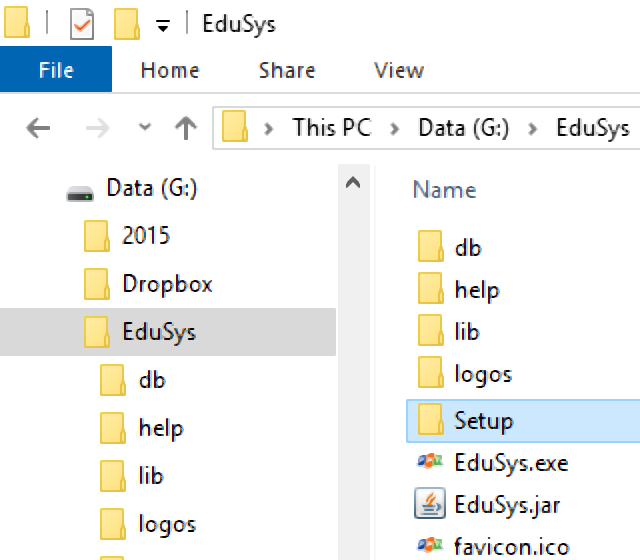 EduSys
File Home Share View
This PC > Data (G:) > EduSys
Data (G:)
2015
Dropbox
EduSys
db
help
lib
logos
Name
db
help
lib
logos
Setup
EduSys.exe
EduSys.jar
favicon.ico